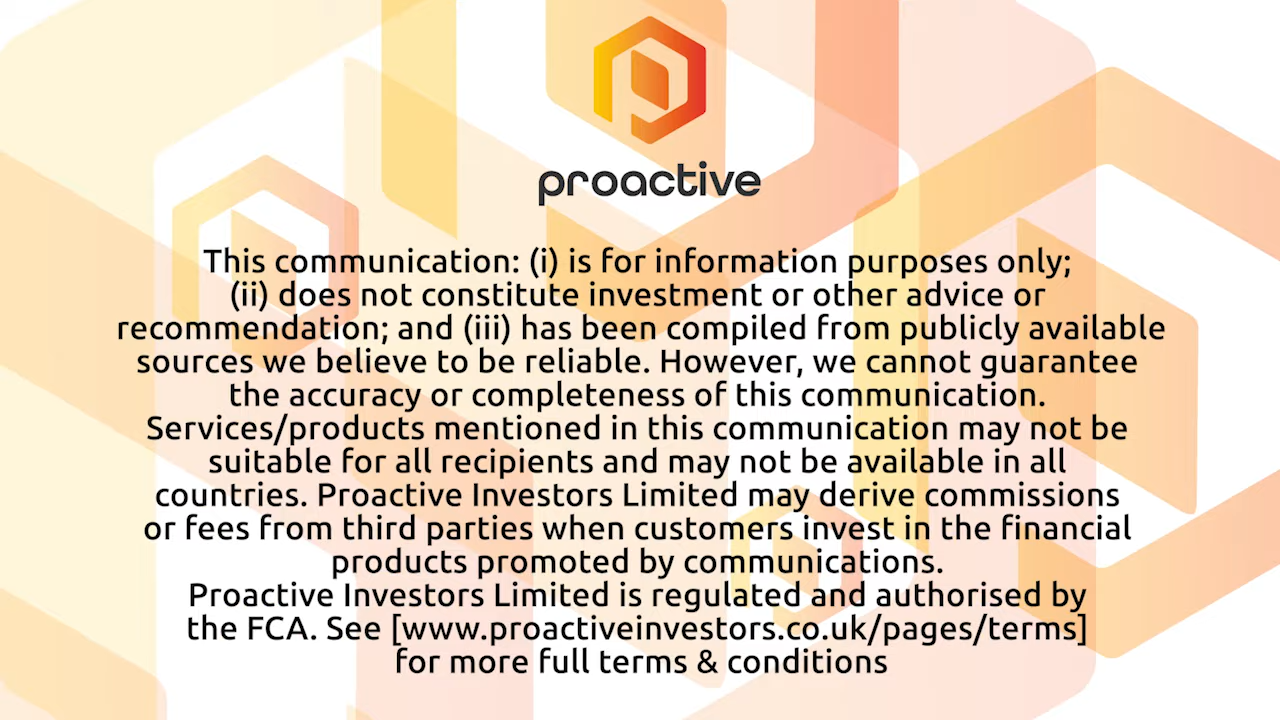 proactive
This communication: (i) is for information purposes only;
(ii) does not constitute investment or other advice or
recommendation; and (iii) has been compiled from publicly available
sources we believe to be reliable. However, we cannot guarantee
the accuracy or completeness of this communication.
Services/products mentioned in this communication may not be
suitable for all recipients and may not be available in all
countries. Proactive Investors Limited may derive commissions
or fees from third parties when customers invest in the financial
products promoted by communications.
Proactive Investors Limited is regulated and authorised by
the FCA. See [www.proactiveinvestors.co.uk/pages/terms]
for more full terms & conditions